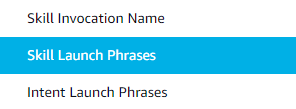 Skill Invocation Name
Skill Launch Phrases
Intent Launch Phrases